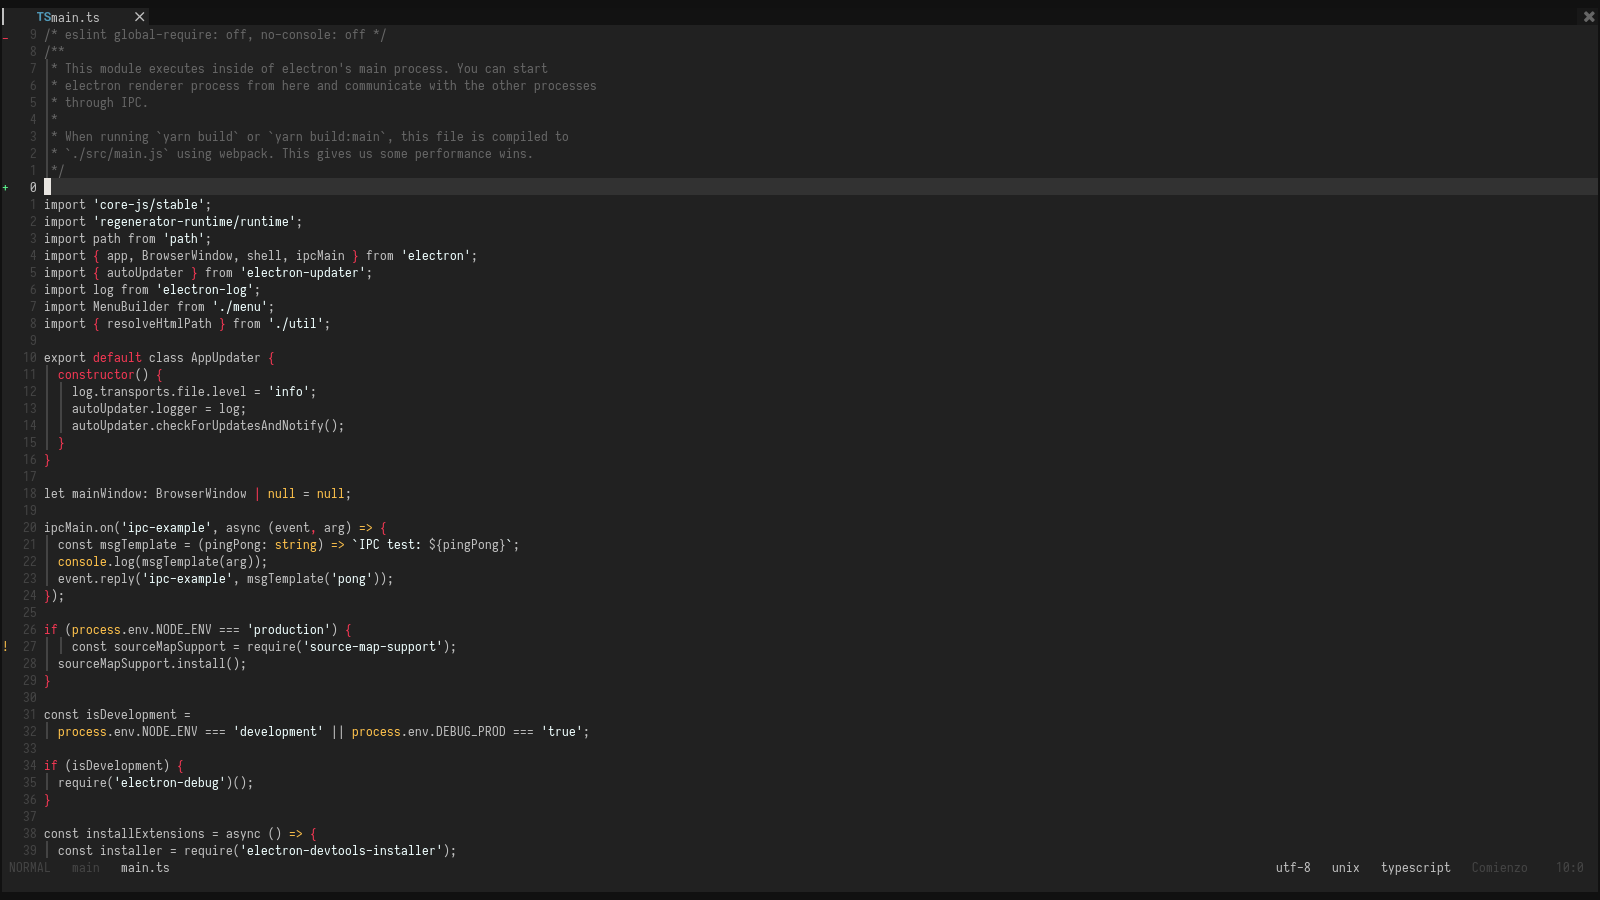 TS main.ts ✕ ✖
_ 9 /* eslint global-require: off, no-console: off */
8 /**
7 * This module executes inside of electron's main process. You can start
6 * electron renderer process from here and communicate with the other processes
5 * through IPC.
4 *
3 * When running `yarn build` or `yarn build:main`, this file is compiled to
2 * `./src/main.js` using webpack. This gives us some performance wins.
1 */
+ 0
1 import 'core-js/stable';
2 import 'regenerator-runtime/runtime';
3 import path from 'path';
4 import { app, BrowserWindow, shell, ipcMain } from 'electron';
5 import { autoUpdater } from 'electron-updater';
6 import log from 'electron-log';
7 import MenuBuilder from './menu';
8 import { resolveHtmlPath } from './util';
9
10 export default class AppUpdater {
11 constructor() {
12 log.transports.file.level = 'info';
13 autoUpdater.logger = log;
14 autoUpdater.checkForUpdatesAndNotify();
15 }
16 }
17
18 let mainWindow: BrowserWindow | null = null;
19
20 ipcMain.on('ipc-example', async (event, arg) => {
21 const msgTemplate = (pingPong: string) => `IPC test: ${pingPong}`;
22 console.log(msgTemplate(arg));
23 event.reply('ipc-example', msgTemplate('pong'));
24 });
25
26 if (process.env.NODE_ENV === 'production') {
! 27 const sourceMapSupport = require('source-map-support');
28 sourceMapSupport.install();
29 }
30
31 const isDevelopment =
32 process.env.NODE_ENV === 'development' || process.env.DEBUG_PROD === 'true';
33
34 if (isDevelopment) {
35 require('electron-debug')();
36 }
37
38 const installExtensions = async () => {
39 const installer = require('electron-devtools-installer');
NORMAL main main.ts utf-8 unix typescript Comienzo 10:0